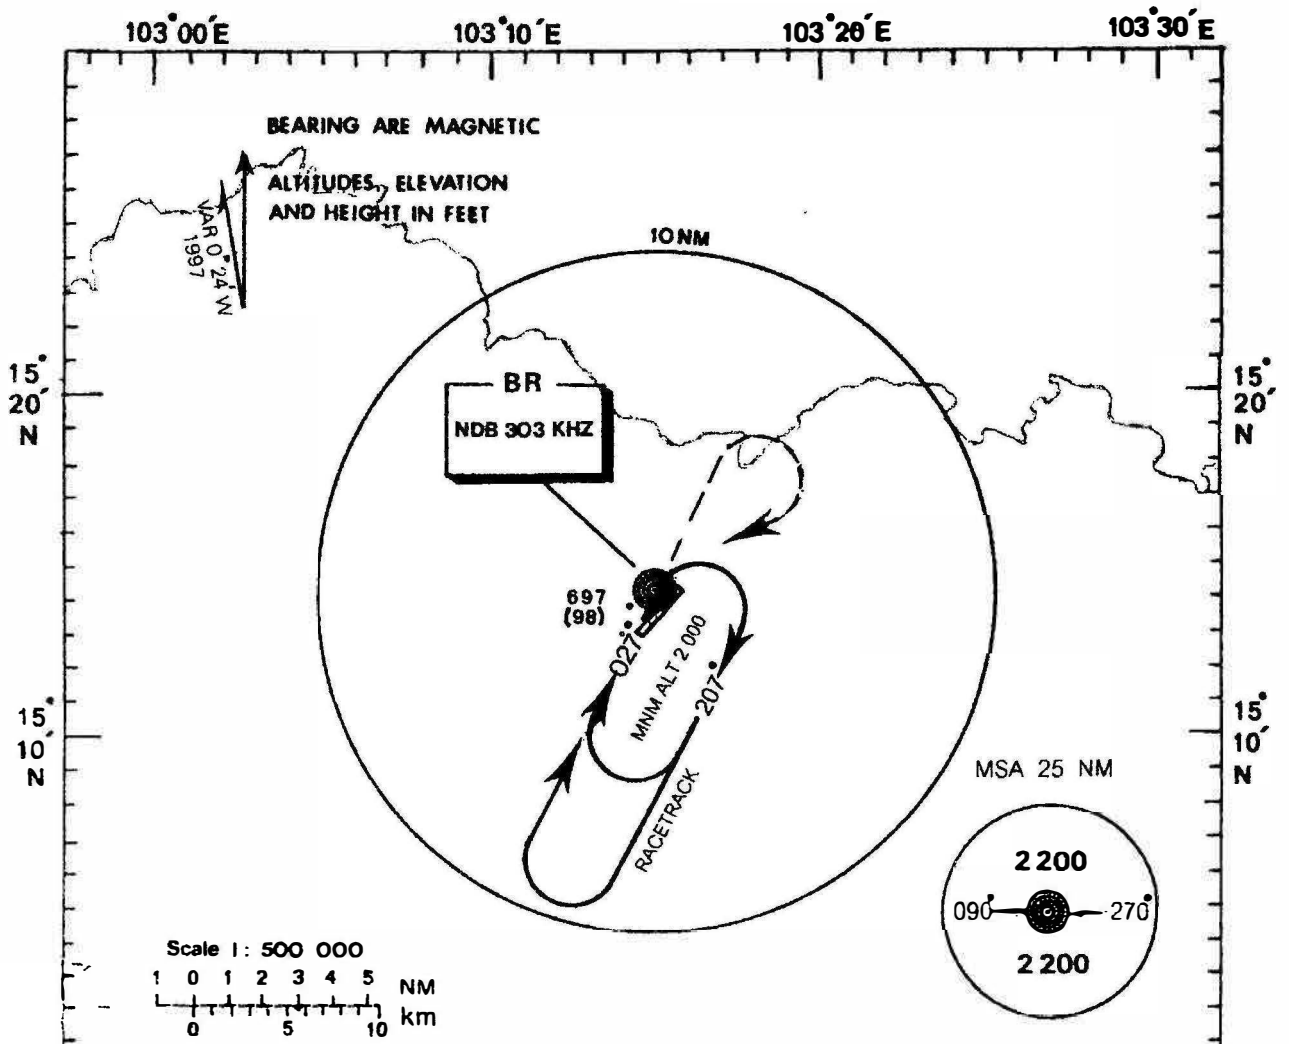 103°00´E 103°10´E 103°20´E 103°30´E
BEARING ARE MAGNETIC
ALTITUDES, ELEVATION
AND HEIGHT IN FEET
VAR 0°24´W
1997
10 NM
15°
20´
N
15°
20´
N
BR
NDB 303 KHZ
697
(98)
027°
MNM ALT 2 000
207°
RACETRACK
15°
10´
N
15°
10´
N
MSA 25 NM
2 200
090° 270°
2 200
Scale 1 : 500 000
1 0 1 2 3 4 5 NM
0 5 10 km